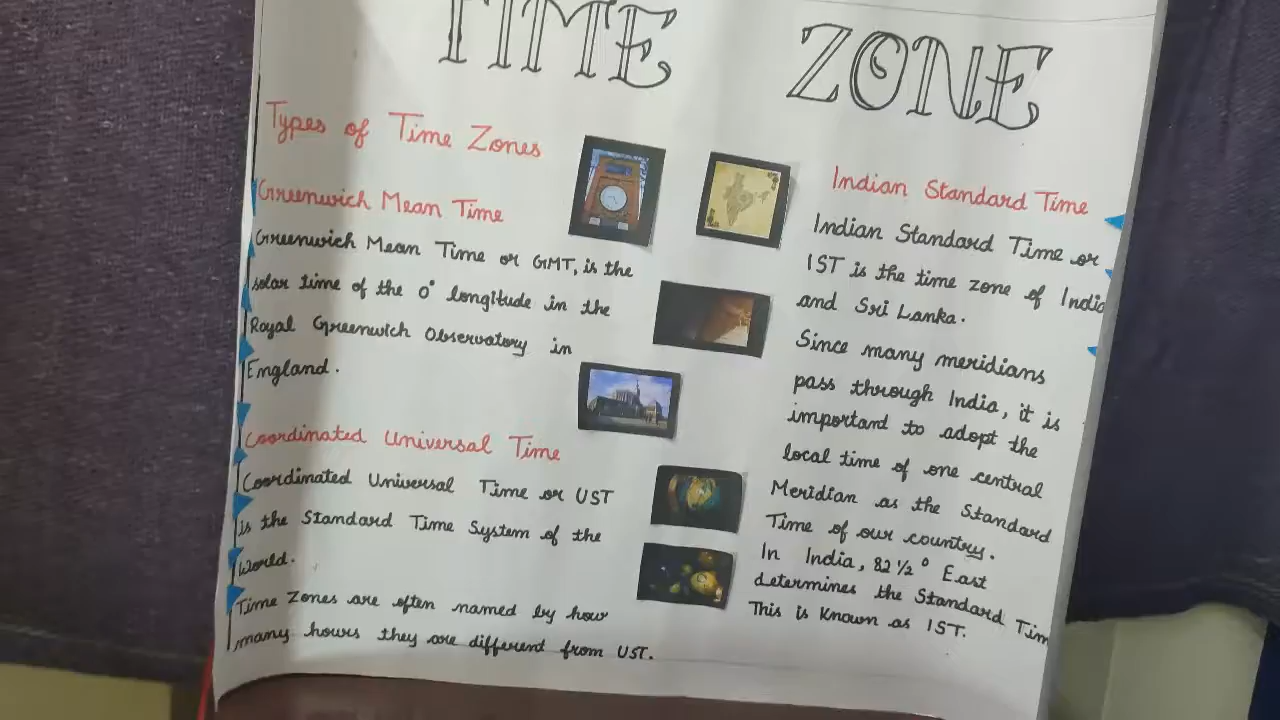 TIME ZONE
Types of Time Zones
Greenwich Mean Time
Greenwich Mean Time or GMT, is the
solar time of the 0° longitude in the
Royal Greenwich Observatory in
England.
Coordinated Universal Time
Coordinated Universal Time or UST
is the Standard Time System of the
World.
Time Zones are often named by how
many hours they are different from UST.
Indian Standard Time
Indian Standard Time or
IST is the time zone of India
and Sri Lanka.
Since many meridians
pass through India, it is
important to adopt the
local time of one central
Meridian as the Standard
Time of our country.
In India, 82 1/2° East
determines the Standard Tim
This is Known as IST.